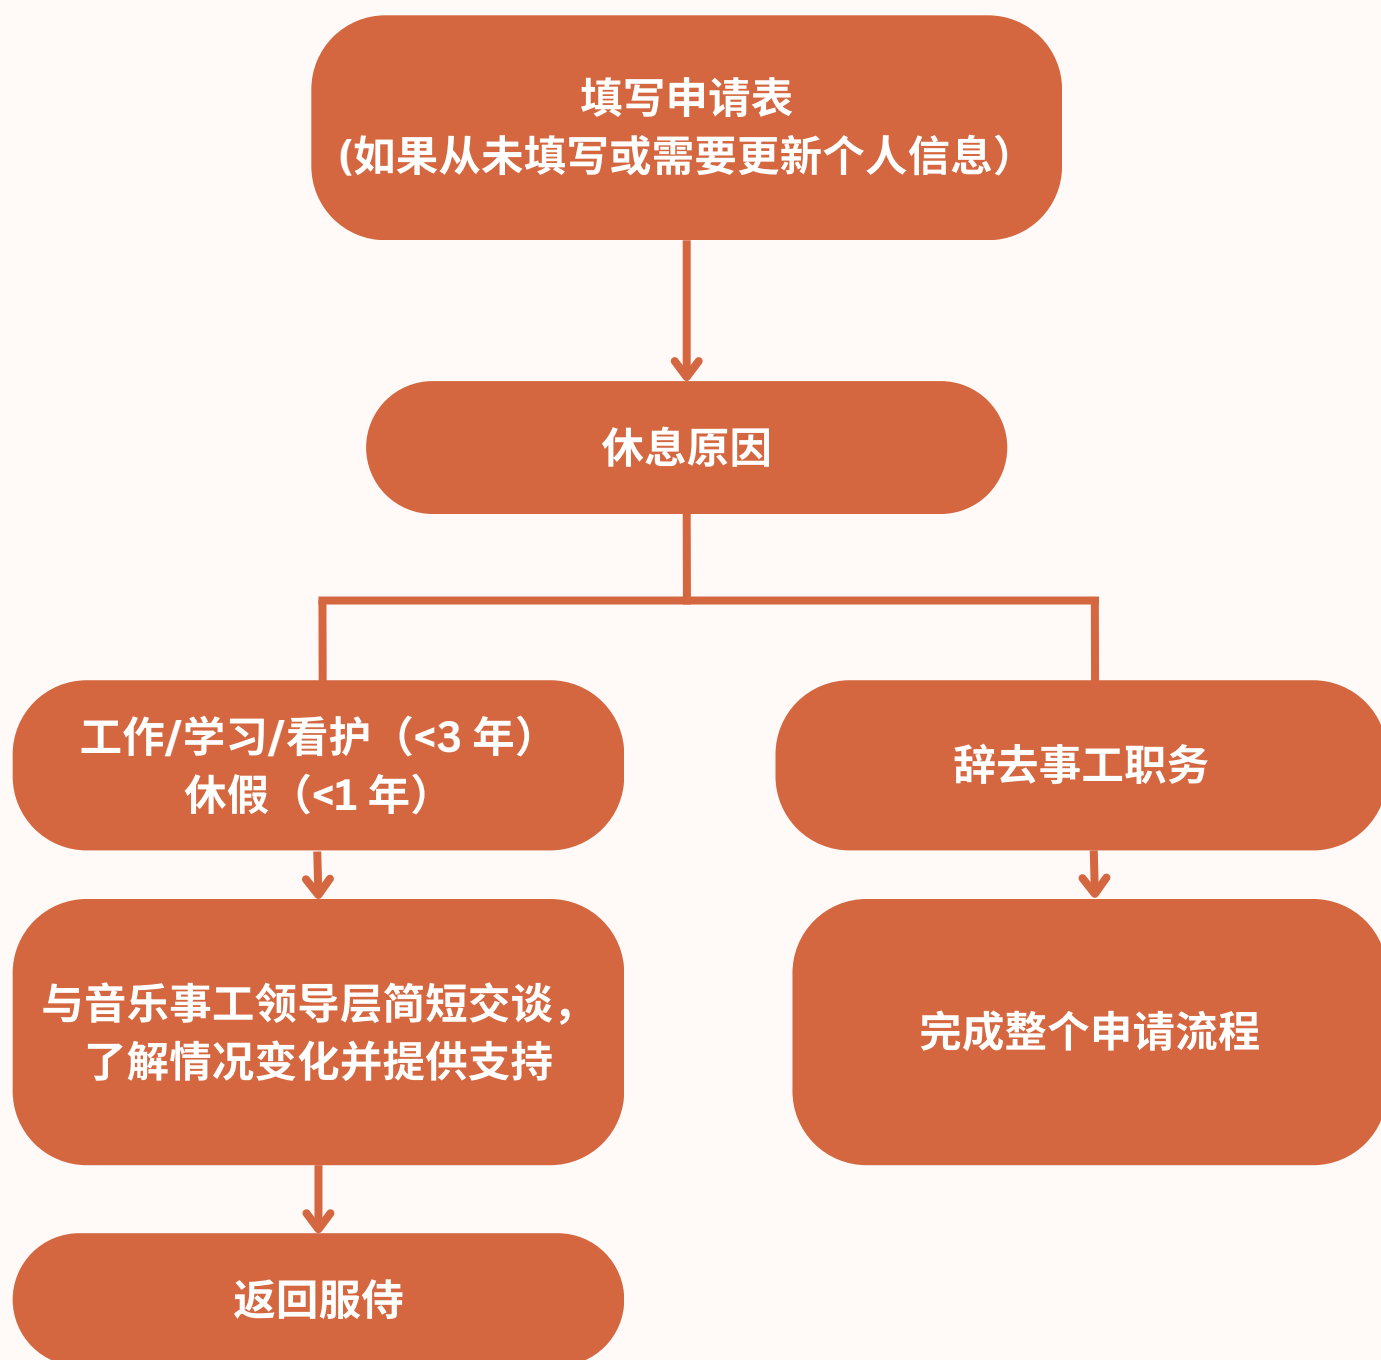 填写申请表
(如果从未填写或需要更新个人信息）
休息原因
工作/学习/看护（<3 年）
休假（<1 年）
辞去事工职务
与音乐事工领导层简短交谈，
了解情况变化并提供支持
完成整个申请流程
返回服侍